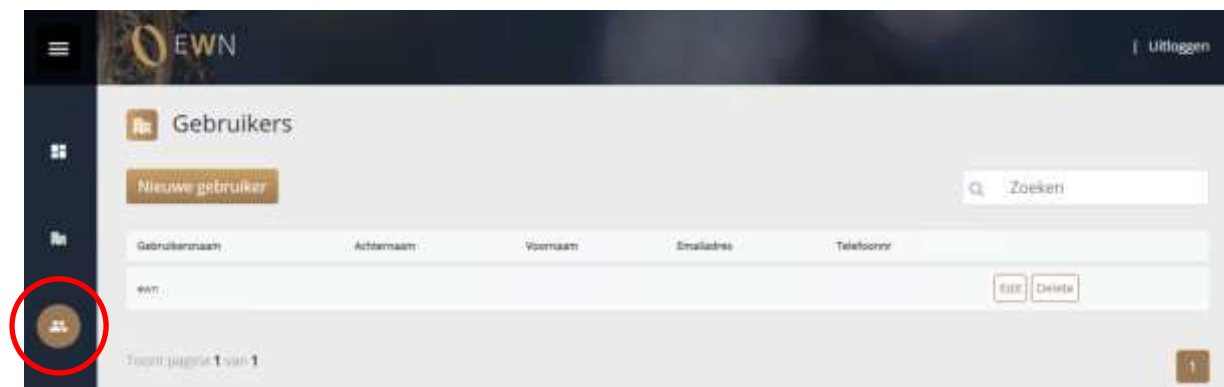 EWN
| Uitloggen
Gebruikers
Nieuwe gebruiker
Zoeken
Gebruikersnaam Achternaam Voornaam Emailadres Telefoonnr
ewn
Edit Delete
Toont pagina 1 van 1
1